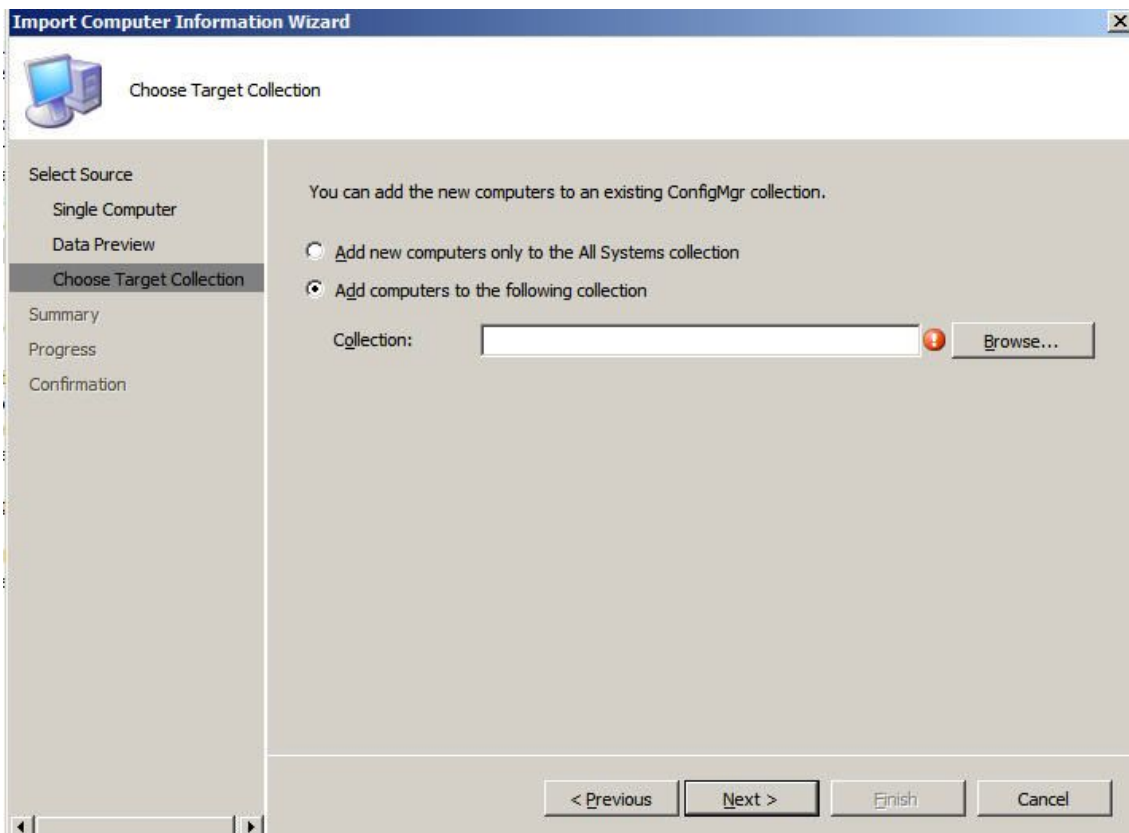 Import Computer Information Wizard
Choose Target Collection
Select Source
Single Computer
Data Preview
Choose Target Collection
Summary
Progress
Confirmation
You can add the new computers to an existing ConfigMgr collection.
Add new computers only to the All Systems collection
Add computers to the following collection
Collection:
Browse...
< Previous
Next >
Finish
Cancel